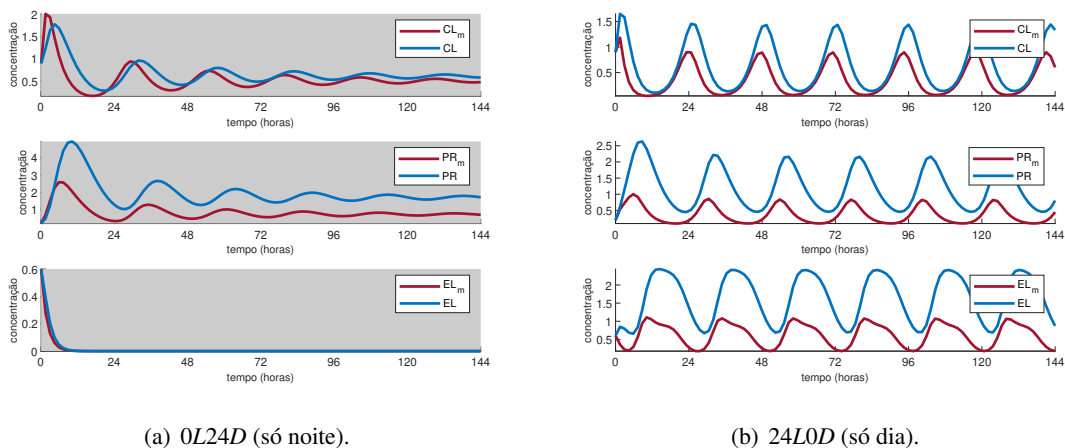 concentração
2
1.5
1
0.5
CLm
CL
0 24 48 72 96 120 144
tempo (horas)
concentração
4
3
2
1
PRm
PR
0 24 48 72 96 120 144
tempo (horas)
concentração
0.6
0.4
0.2
0
ELm
EL
0 24 48 72 96 120 144
tempo (horas)
(a) 0L24D (só noite).
concentração
1.5
1
0.5
CLm
CL
0 24 48 72 96 120 144
tempo (horas)
concentração
2.5
2
1.5
1
0.5
PRm
PR
0 24 48 72 96 120 144
tempo (horas)
concentração
2
1.5
1
0.5
ELm
EL
0 24 48 72 96 120 144
tempo (horas)
(b) 24L0D (só dia).